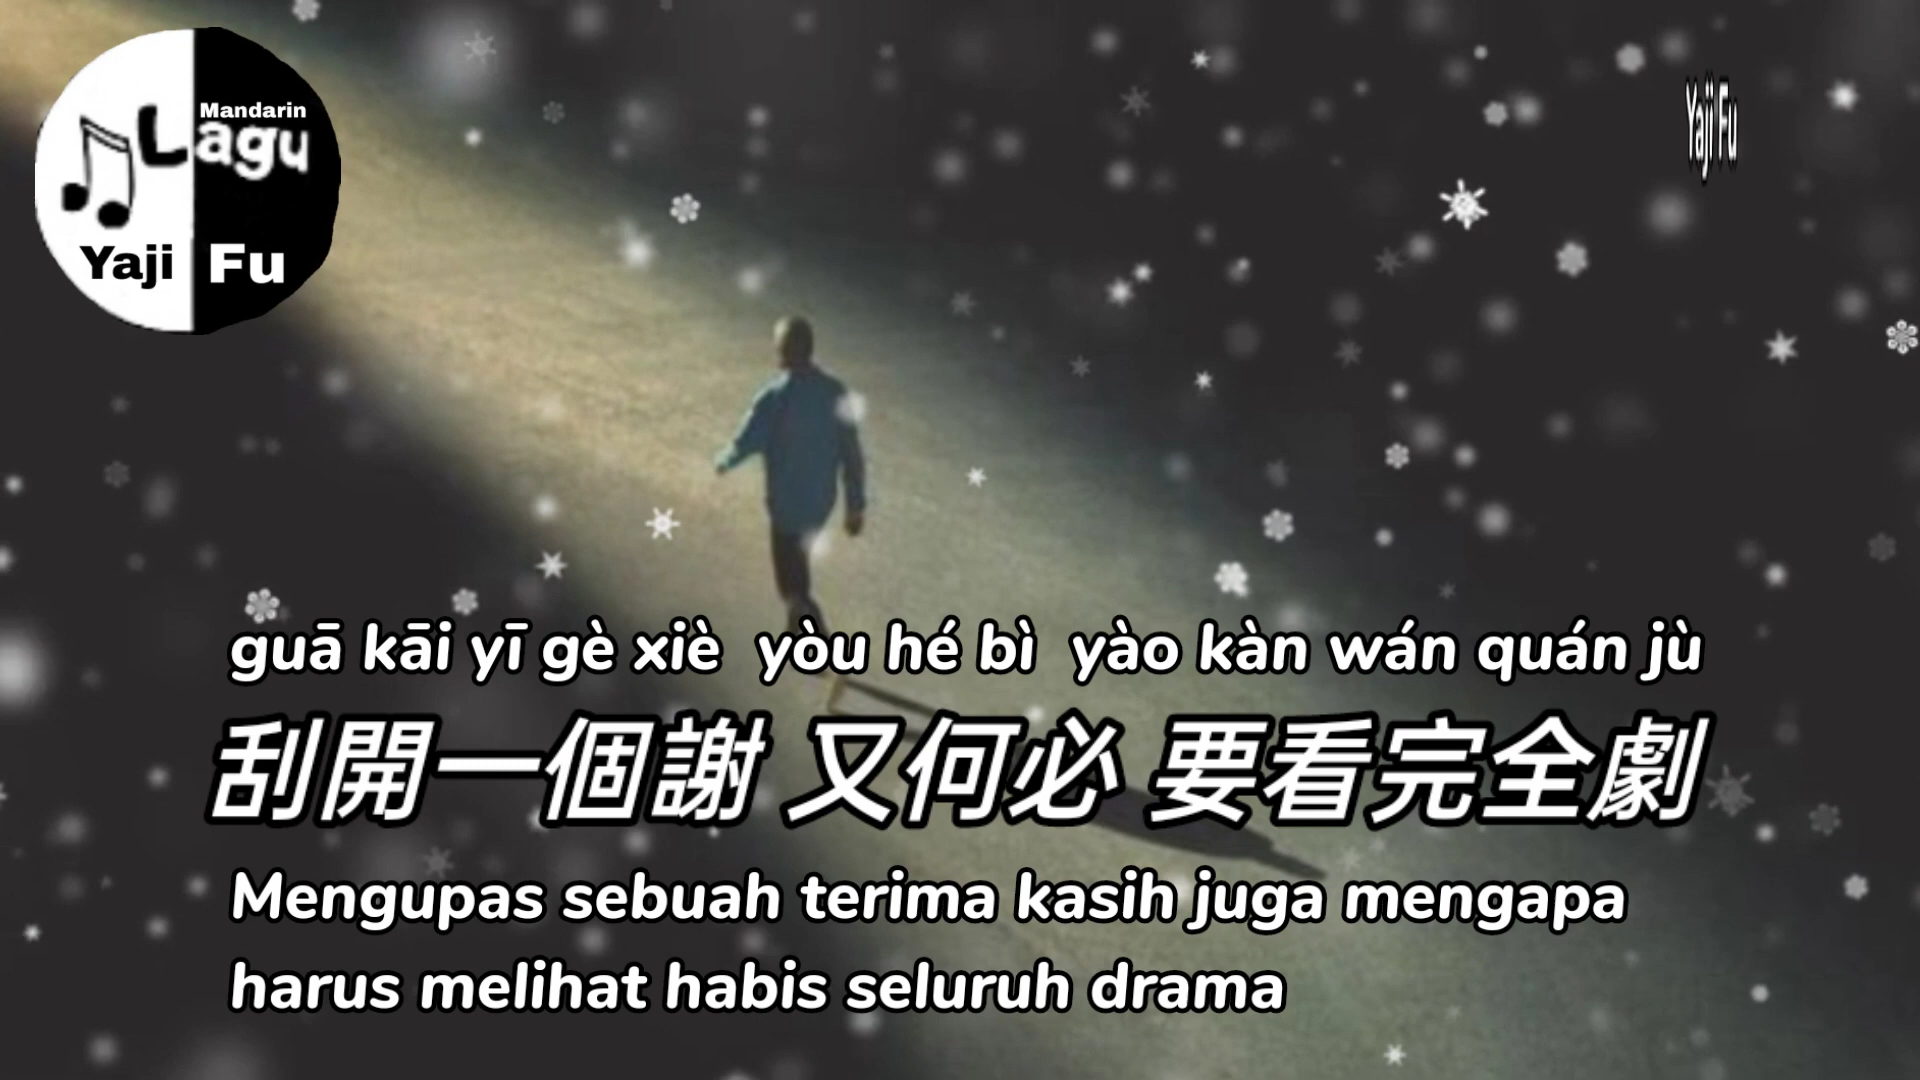 Mandarin
Lagu
Yaji Fu
Yaji Fu
guā kāi yī gè xiè yòu hé bì yào kàn wán quán jù
刮開一個謝 又何必 要看完全劇
Mengupas sebuah terima kasih juga mengapa
harus melihat habis seluruh drama